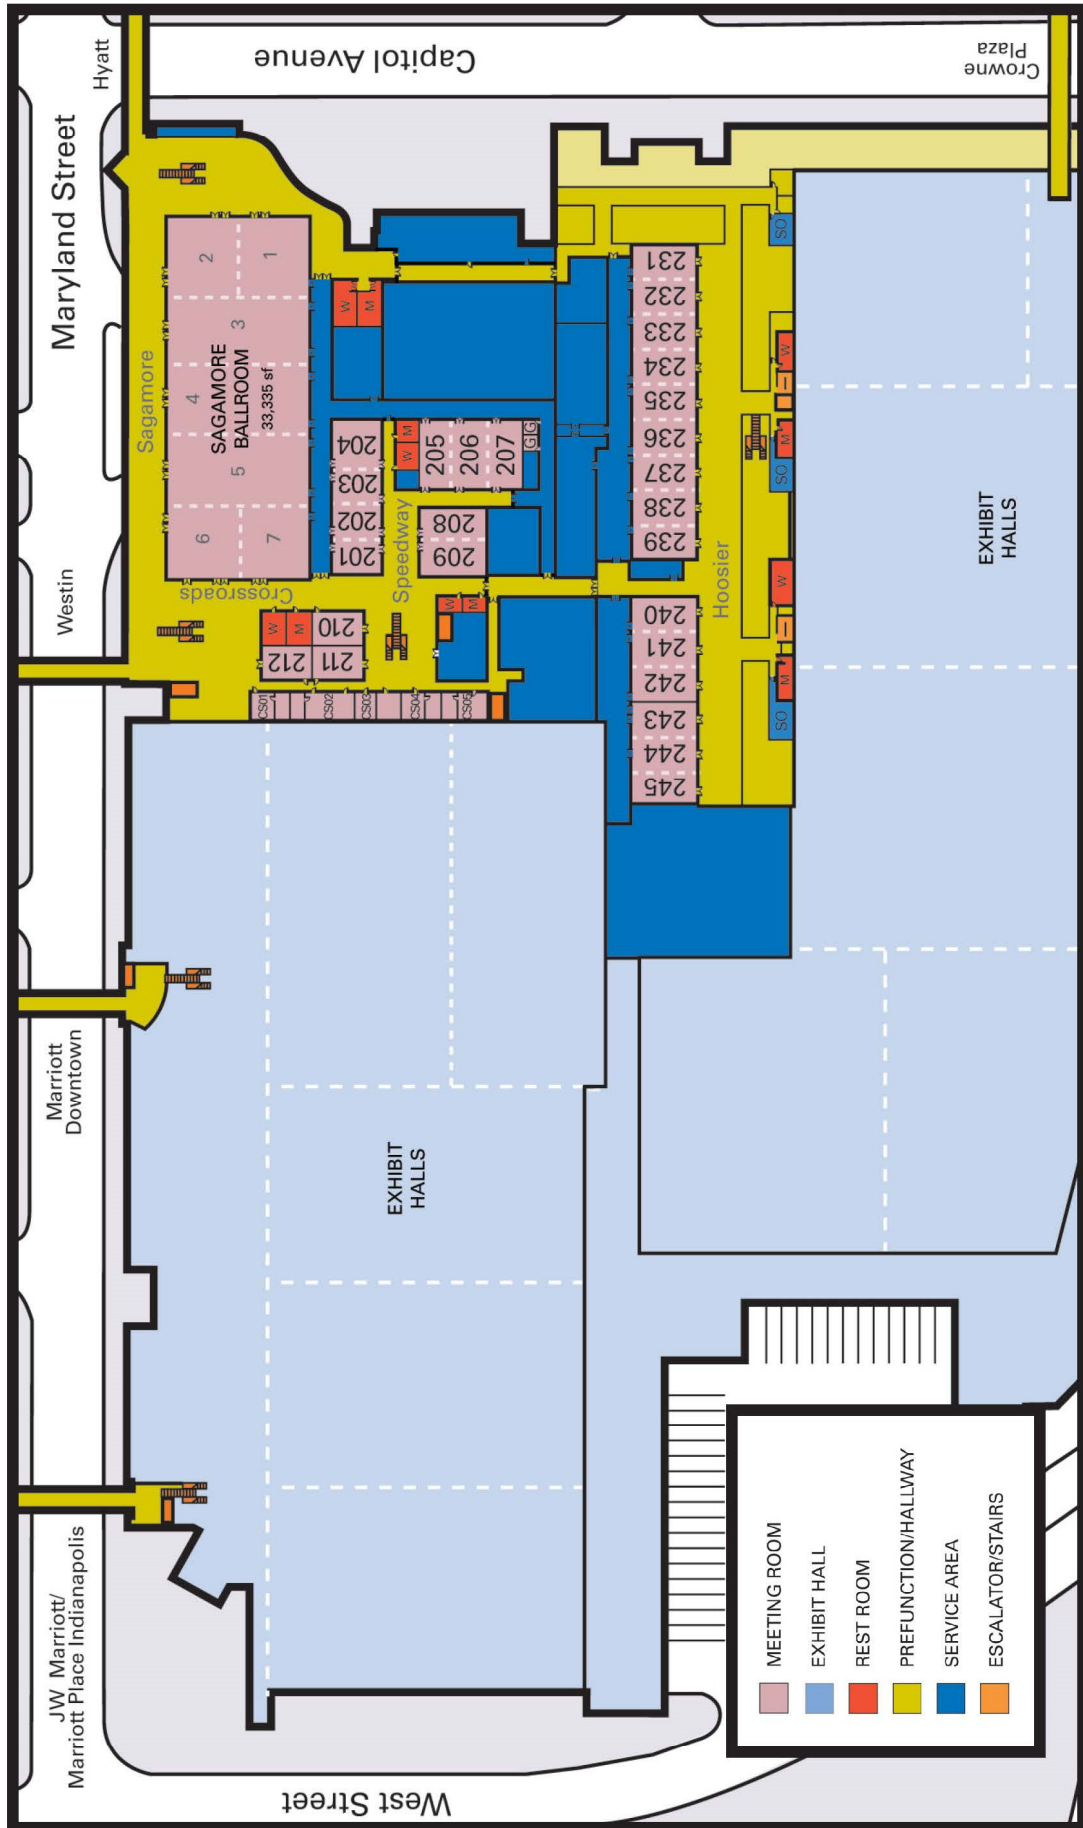 Hyatt
Capitol Avenue
Crowne
Plaza
Maryland Street
Sagamore
2
1
3
4
5
6
7
SAGAMORE
BALLROOM
33,335 sf
W
M
204
203
202
201
M
W
205
206
207
G
G
208
209
Speedway
Crossroads
Westin
W
M
210
212
211
W
M
CS01
CS02
CS03
CS04
CS05
231
232
233
234
235
236
237
238
239
240
241
242
243
244
245
Hoosier
SO
W
M
SO
W
M
SO
EXHIBIT
HALLS
Marriott
Downtown
EXHIBIT
HALLS
JW Marriott/
Marriott Place Indianapolis
West Street
MEETING ROOM
EXHIBIT HALL
REST ROOM
PREFUNCTION/HALLWAY
SERVICE AREA
ESCALATOR/STAIRS